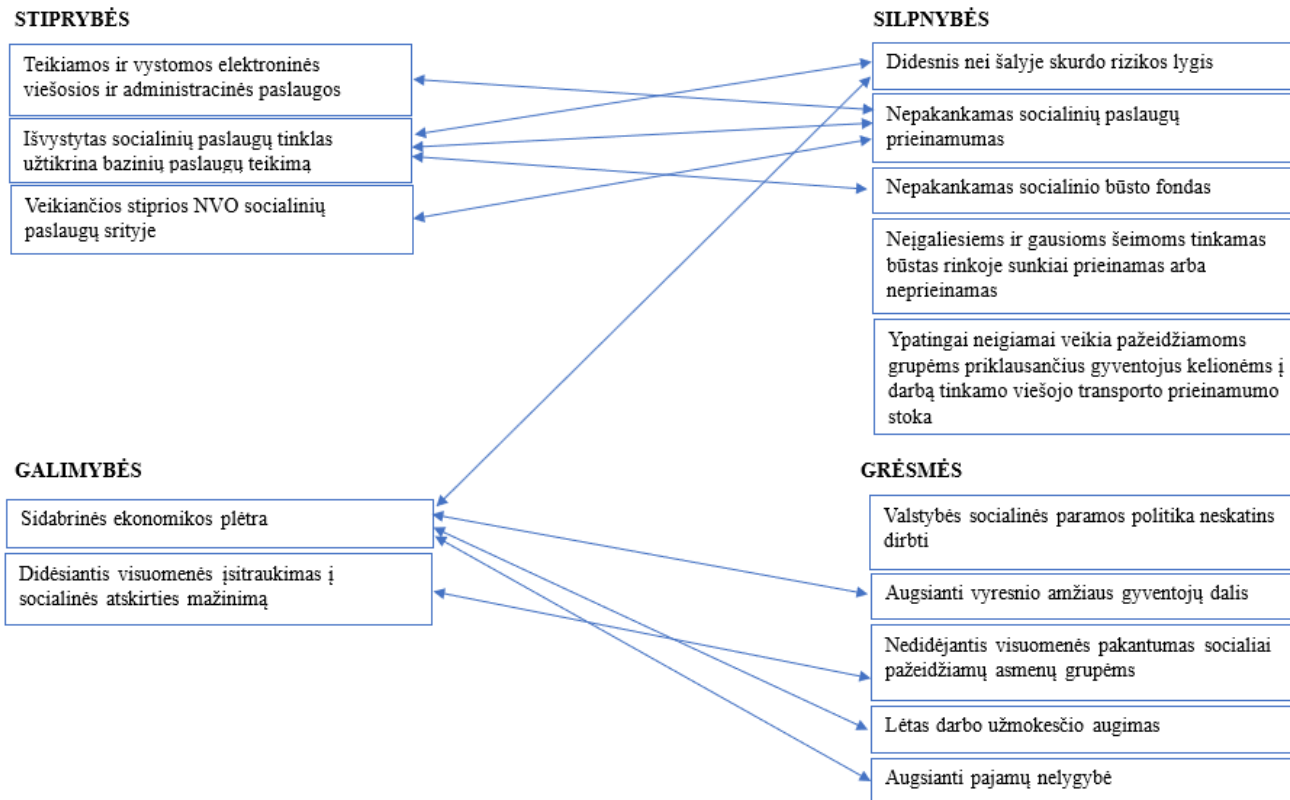 STIPRYBĖS
Teikiamos ir vystomos elektroninės
viešosios ir administracinės paslaugos
Išvystytas socialinių paslaugų tinklas
užtikrina bazinių paslaugų teikimą
Veikiančios stiprios NVO socialinių
paslaugų srityje
SILPNYBĖS
Didesnis nei šalyje skurdo rizikos lygis
Nepakankamas socialinių paslaugų
prieinamumas
Nepakankamas socialinio būsto fondas
Neįgaliesiems ir gausioms šeimoms tinkamas
būstas rinkoje sunkiai prieinamas arba
neprieinamas
Ypatingai neigiamai veikia pažeidžiamoms
grupėms priklausančius gyventojus kelionėms į
darbą tinkamo viešojo transporto prieinamumo
stoka
GALIMYBĖS
Sidabrinės ekonomikos plėtra
Didėsiantis visuomenės įsitraukimas į
socialinės atskirties mažinimą
GRĖSMĖS
Valstybės socialinės paramos politika neskatins
dirbti
Augsianti vyresnio amžiaus gyventojų dalis
Nedidėjantis visuomenės pakantumas socialiai
pažeidžiamų asmenų grupėms
Lėtas darbo užmokesčio augimas
Augsianti pajamų nelygybė